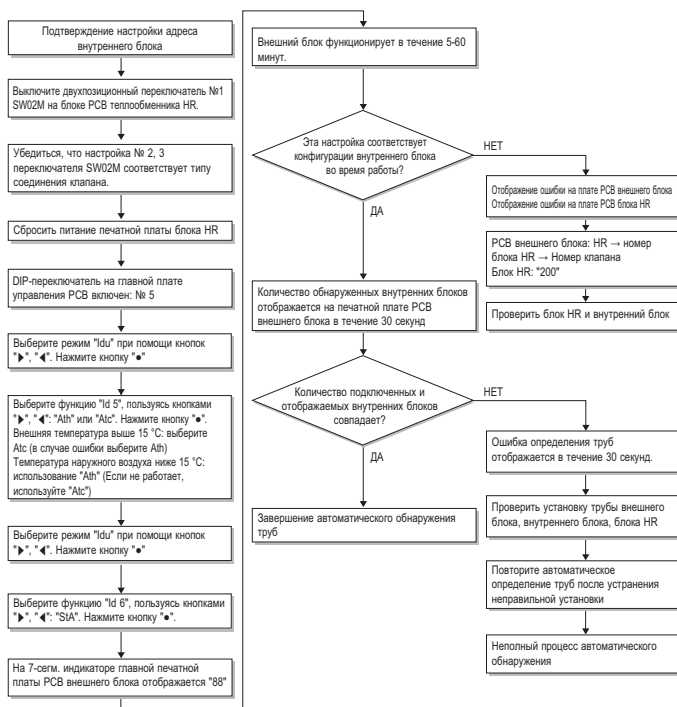 Подтверждение настройки адреса
внутреннего блока
Выключите двухпозиционный переключатель №1
SW02M на блоке PCB теплообменника HR.
Убедиться, что настройка № 2, 3
переключателя SW02M соответствует типу
соединения клапана.
Сбросить питание печатной платы блока HR
DIP-переключатель на главной плате
управления PCB включен: № 5
Выберите режим "Idu" при помощи кнопок
"▶", "◀". Нажмите кнопку "●"
Выберите функцию "Id 5", пользуясь кнопками
"▶", "◀": "Ath" или "Atc". Нажмите кнопку "●".
Внешняя температура выше 15 °C: выберите
Atc (в случае ошибки выберите Ath)
Температура наружного воздуха ниже 15 °C:
использование "Ath" (Если не работает,
используйте "Atc")
Выберите режим "Idu" при помощи кнопок
"▶", "◀". Нажмите кнопку "●"
Выберите функцию "Id 6", пользуясь кнопками
"▶", "◀": "StA". Нажмите кнопку "●".
На 7-сегм. индикаторе главной печатной
платы PCB внешнего блока отображается "88"
Внешний блок функционирует в течение 5-60
минут.
Эта настройка соответствует
конфигурации внутреннего блока
во время работы?
НЕТ
ДА
Отображение ошибки на плате PCB внешнего блока
Отображение ошибки на плате PCB блока HR
PCB внешнего блока: HR → номер
блока HR → Номер клапана
Блок HR: "200"
Проверить блок HR и внутренний блок
Количество обнаруженных внутренних блоков
отображается на печатной плате PCB
внешнего блока в течение 30 секунд
Количество подключенных и
отображаемых внутренних блоков
совпадает?
НЕТ
ДА
Ошибка определения труб
отображается в течение 30 секунд.
Проверить установку трубы внешнего
блока, внутреннего блока, блока HR
Повторите автоматическое
определение труб после устранения
неправильной установки
Неполный процесс автоматического
обнаружения
Завершение автоматического обнаружения
труб